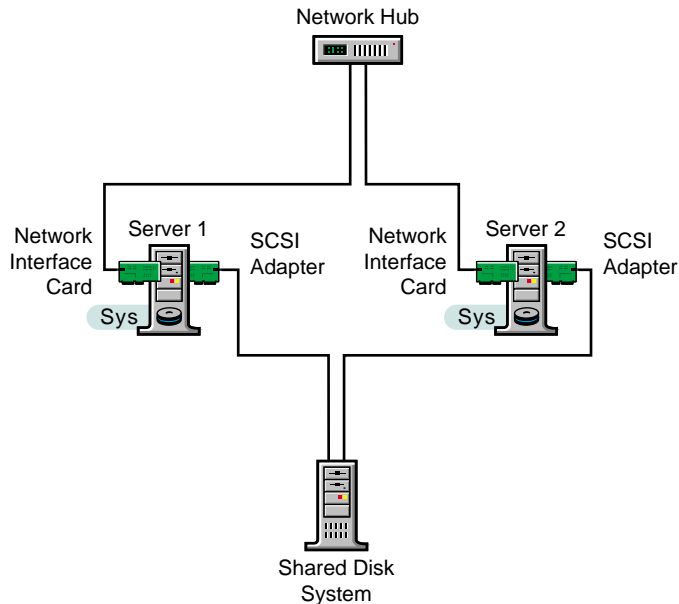 Network Hub
Network
Interface
Card
Server 1
SCSI
Adapter
Sys
Network
Interface
Card
Server 2
SCSI
Adapter
Sys
Shared Disk
System